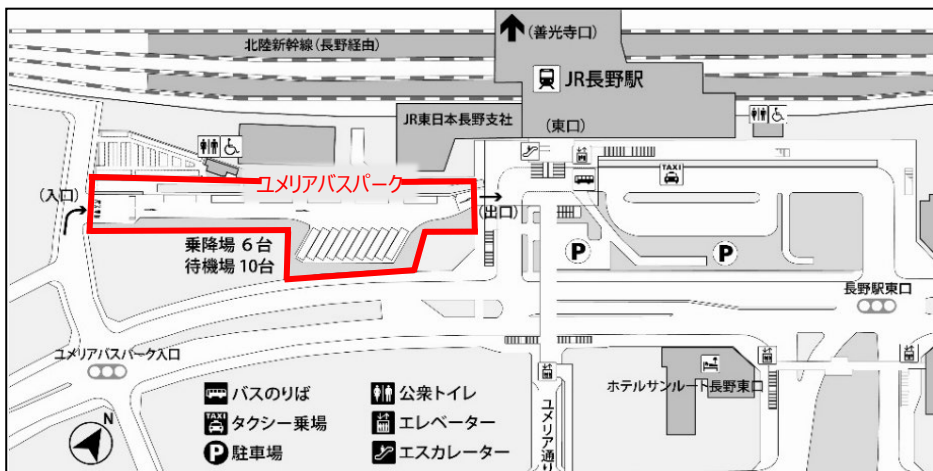 (善光寺口)
北陸新幹線(長野経由)
JR長野駅
JR東日本長野支社
(東口)
TAXI
ユメリアバスパーク
(入口)
(出口)
乗降場 6台
待機場 10台
P
P
長野駅東口
ユメリアバスパーク入口
ホテルサンルート長野東口
バスのりば
公衆トイレ
TAXI
タクシー乗場
エレベーター
P
駐車場
エスカレーター
ユメリア通り
N